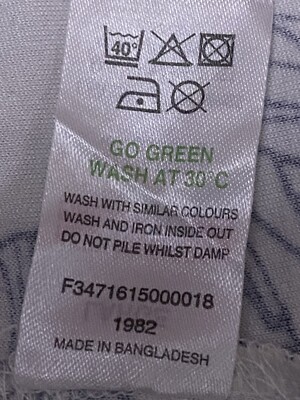 40°
GO GREEN
WASH AT 30°C
WASH WITH SIMILAR COLOURS
WASH AND IRON INSIDE OUT
DO NOT PILE WHILST DAMP
F3471615000018
1982
MADE IN BANGLADESH